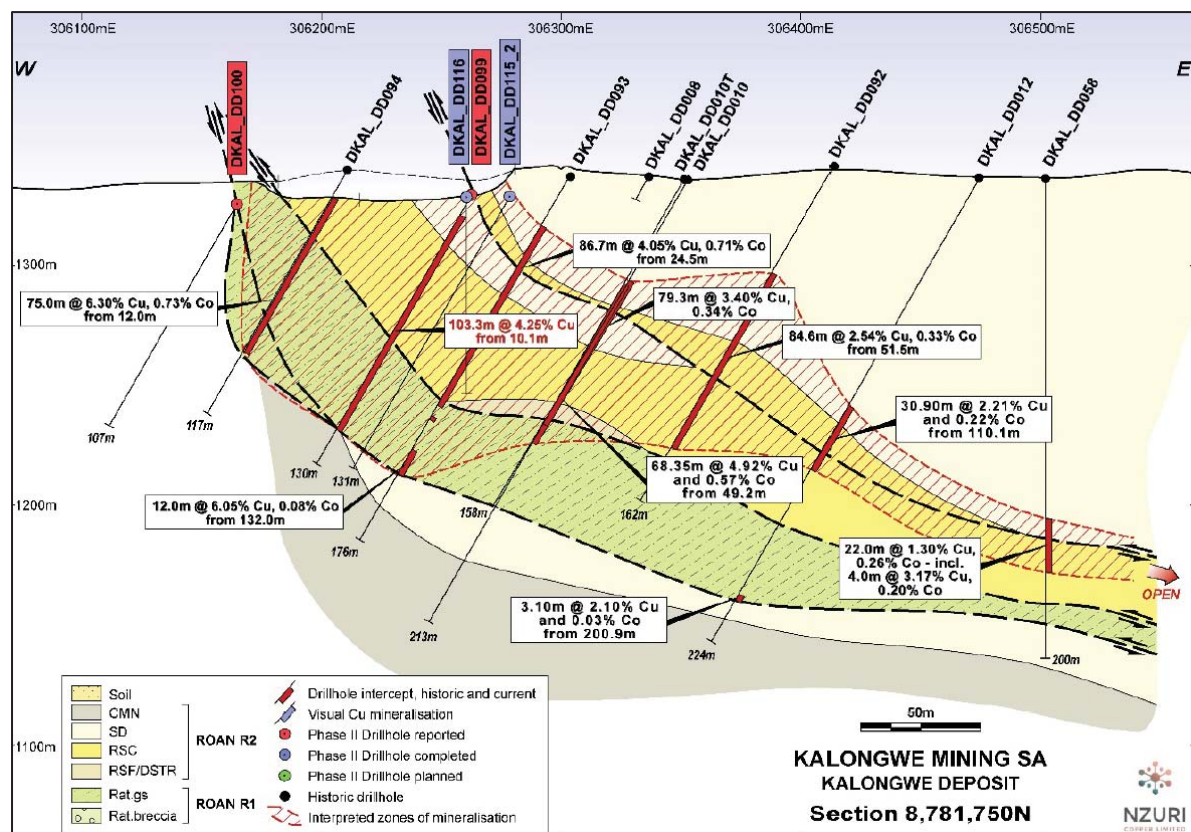 306100mE
306200mE
306300mE
306400mE
306500mE
W
E
DKAL_DD100
DKAL_DD094
DKAL_DD116
DKAL_DD099
DKAL_DD115_2
DKAL_DD093
DKAL_DD008
DKAL_DD010T
DKAL_DD010
DKAL_DD092
DKAL_DD012
DKAL_DD058
1300m
1200m
1100m
86.7m @ 4.05% Cu, 0.71% Co
from 24.5m
75.0m @ 6.30% Cu, 0.73% Co
from 12.0m
79.3m @ 3.40% Cu,
0.34% Co
103.3m @ 4.25% Cu
from 10.1m
84.6m @ 2.54% Cu, 0.33% Co
from 51.5m
30.90m @ 2.21% Cu
and 0.22% Co
from 110.1m
68.35m @ 4.92% Cu
and 0.57% Co
from 49.2m
12.0m @ 6.05% Cu, 0.08% Co
from 132.0m
22.0m @ 1.30% Cu,
0.26% Co - incl.
4.0m @ 3.17% Cu,
0.20% Co
3.10m @ 2.10% Cu
and 0.03% Co
from 200.9m
107m
117m
130m
131m
176m
158m
162m
213m
224m
200m
OPEN
Soil
CMN
SD
RSC
RSF/DSTR
Rat.gs
Rat.breccia
ROAN R2
ROAN R1
Drillhole intercept, historic and current
Visual Cu mineralisation
Phase II Drillhole reported
Phase II Drillhole completed
Phase II Drillhole planned
Historic drillhole
Interpreted zones of mineralisation
50m
KALONGWE MINING SA
KALONGWE DEPOSIT
Section 8,781,750N
NZURI
COPPER LIMITED